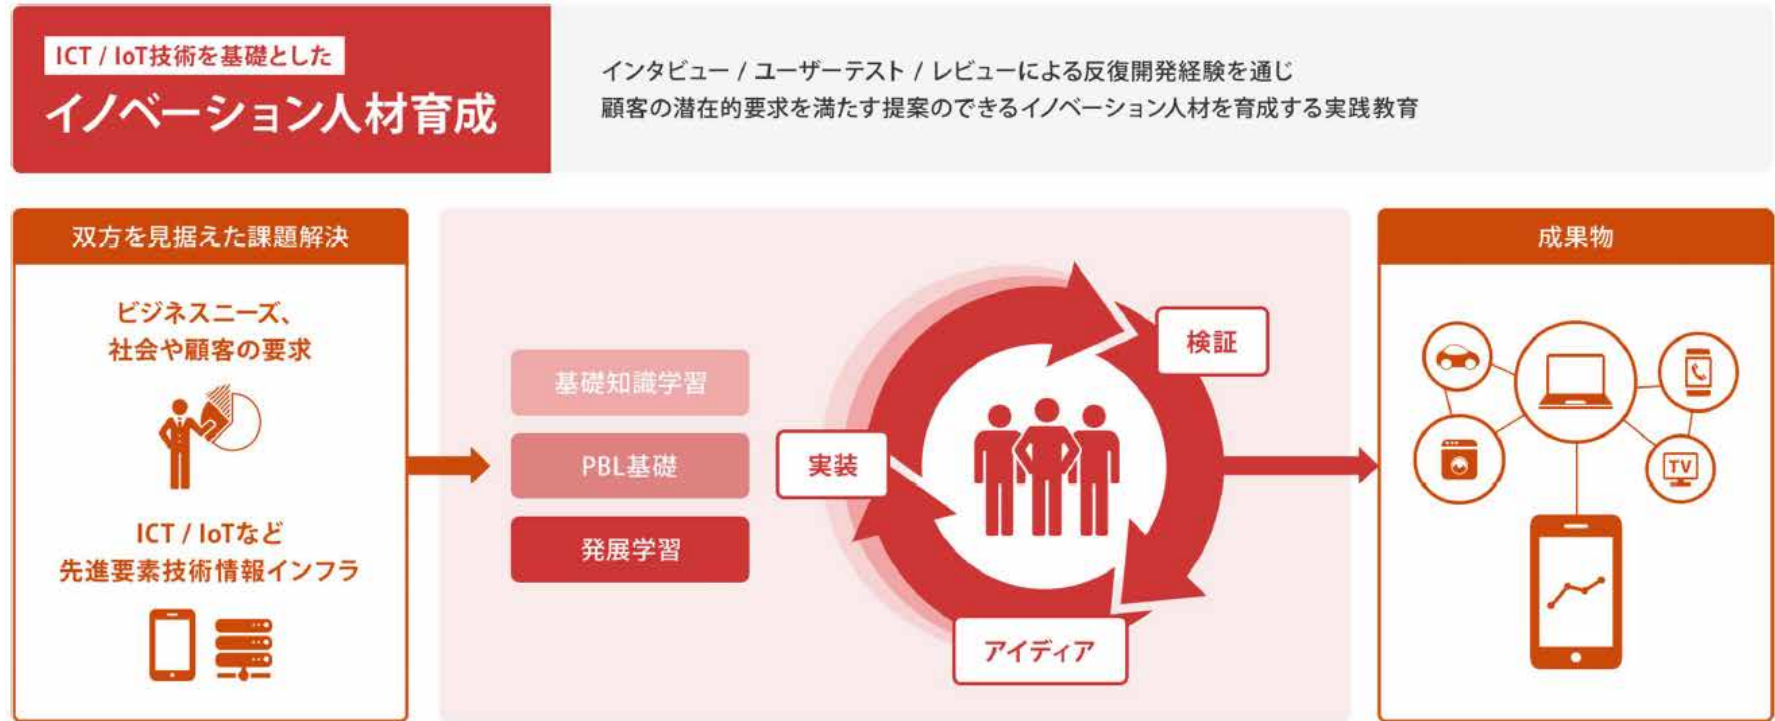 ICT / IoT技術を基礎とした
イノベーション人材育成
インタビュー / ユーザーテスト / レビューによる反復開発経験を通じ
顧客の潜在的要求を満たす提案のできるイノベーション人材を育成する実践教育
双方を見据えた課題解決
ビジネスニーズ、
社会や顧客の要求
ICT / IoTなど
先進要素技術情報インフラ
基礎知識学習
PBL基礎
発展学習
検証
実装
アイディア
成果物
TV